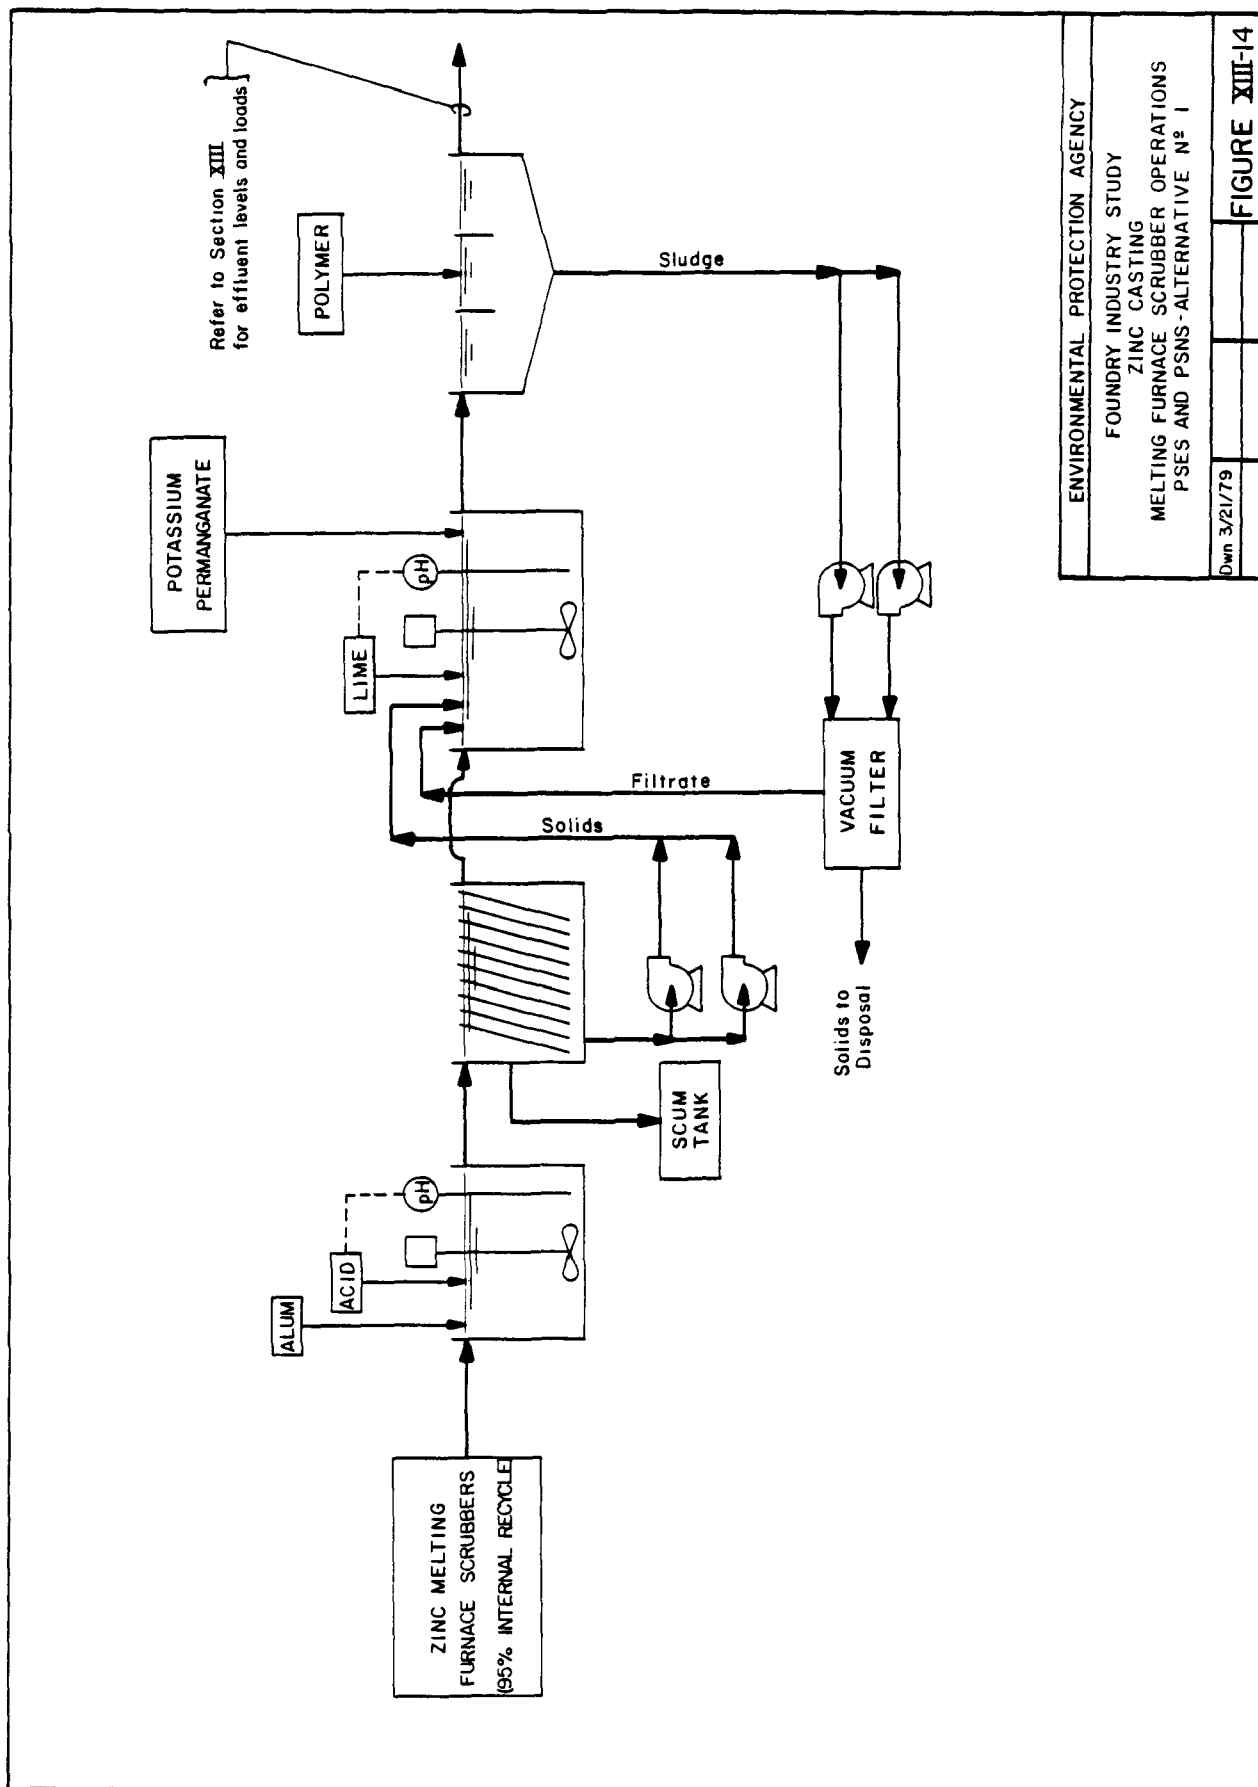 ZINC MELTING
FURNACE SCRUBBERS
(95% INTERNAL RECYCLE)
ALUM
ACID
pH
SCUM
TANK
Solids
Filtrate
LIME
pH
POTASSIUM
PERMANGANATE
POLYMER
Refer to Section XIII
for effluent levels and loads
Sludge
VACUUM
FILTER
Solids to
Disposal
ENVIRONMENTAL PROTECTION AGENCY
FOUNDRY INDUSTRY STUDY
ZINC CASTING
MELTING FURNACE SCRUBBER OPERATIONS
PSES AND PSNS-ALTERNATIVE Nº 1
Dwn 3/21/79
FIGURE XIII-14